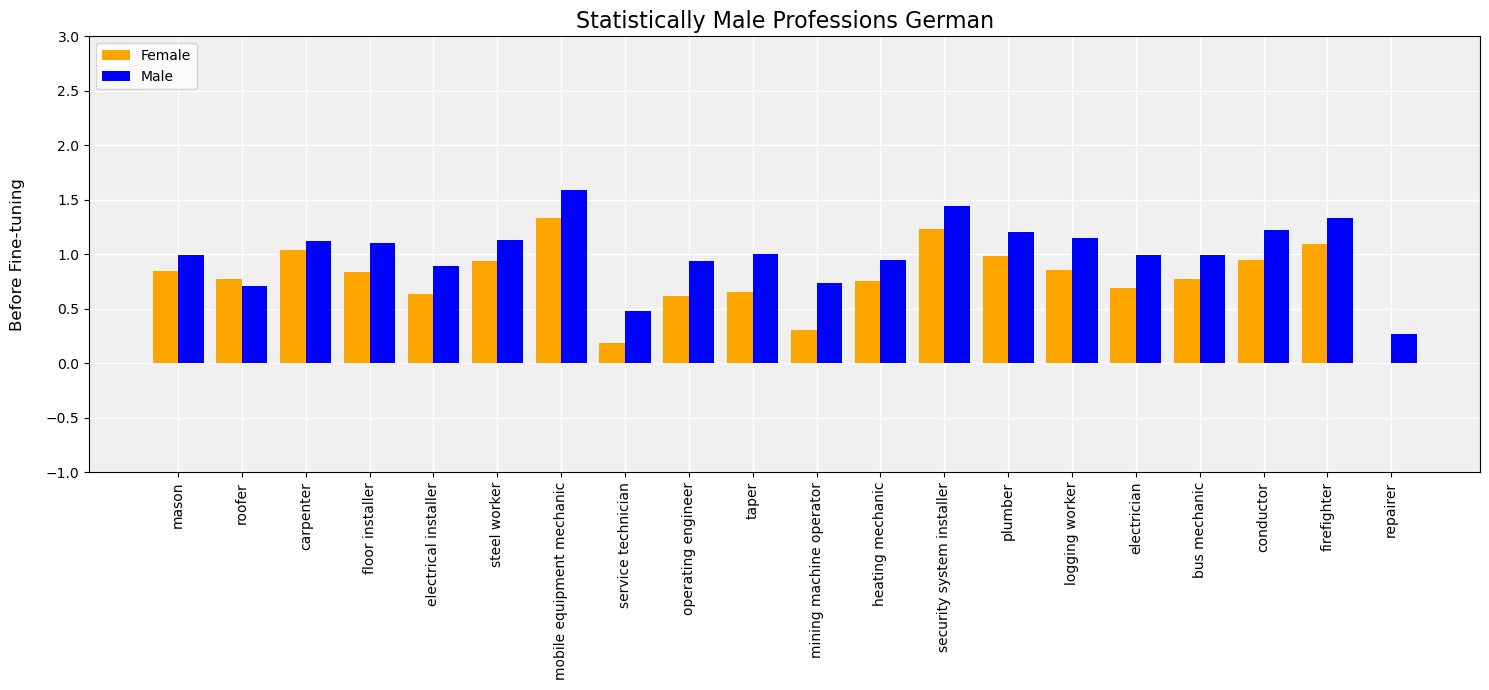 Statistically Male Professions German
Female
Male
Before Fine-tuning
3.0
2.5
2.0
1.5
1.0
0.5
0.0
−0.5
−1.0
mason
roofer
carpenter
floor installer
electrical installer
steel worker
mobile equipment mechanic
service technician
operating engineer
taper
mining machine operator
heating mechanic
security system installer
plumber
logging worker
electrician
bus mechanic
conductor
firefighter
repairer